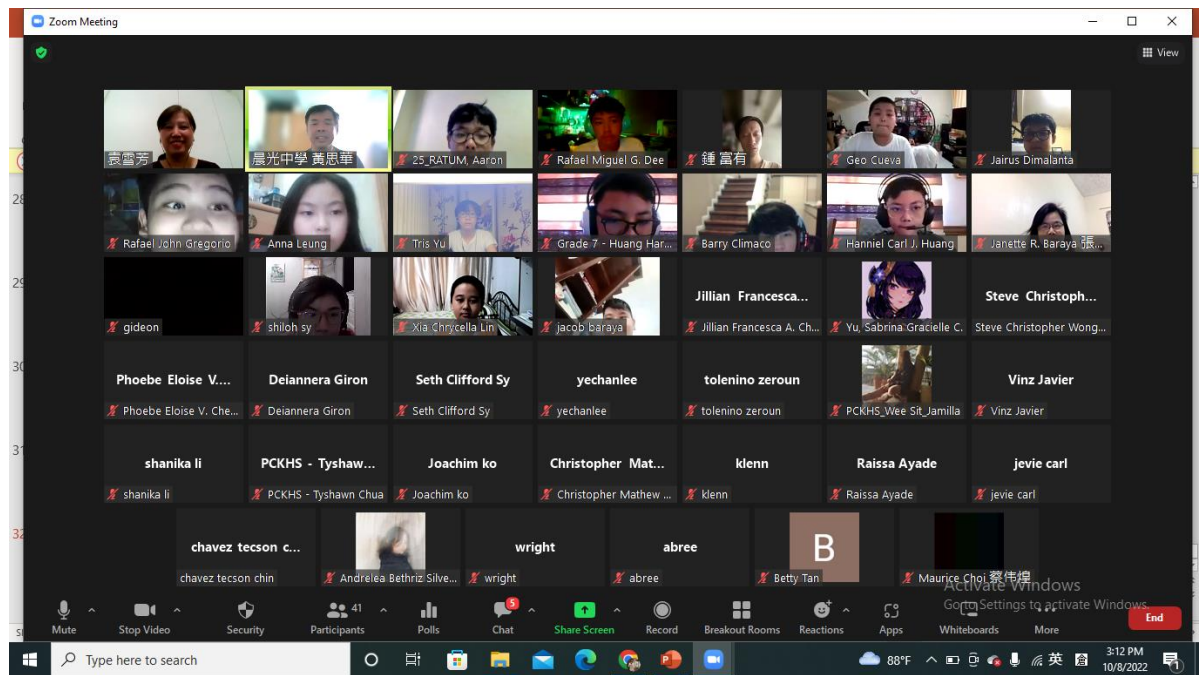 Zoom Meeting
View
袁雪芳
晨光中學 黃思華
25_RATUM, Aaron
Rafael Miguel G. Dee
鍾 富有
Geo Cueva
Jairus Dimalanta
Rafael John Gregorio
Anna Leung
Tris Yu
Grade 7 - Huang Har...
Barry Climaco
Hanniel Carl J. Huang
Janette R. Baraya 張...
gideon
shiloh sy
Xia Chrycella Lin
jacob baraya
Jillian Francesca...
Jillian Francesca A. Ch...
Yu, Sabrina Gracielle C.
Steve Christoph...
Steve Christopher Wong...
Phoebe Eloise V....
Phoebe Eloise V. Che...
Deiannera Giron
Deiannera Giron
Seth Clifford Sy
Seth Clifford Sy
yechanlee
yechanlee
tolenino zeroun
tolenino zeroun
PCKHS_Wee Sit_Jamilla
Vinz Javier
Vinz Javier
shanika li
shanika li
PCKHS - Tyshaw...
PCKHS - Tyshawn Chua
Joachim ko
Joachim ko
Christopher Mat...
Christopher Mathew ...
klenn
klenn
Raissa Ayade
Raissa Ayade
jevie carl
jevie carl
chavez tecson c...
chavez tecson chin
Andrelea Bethriz Silve...
wright
wright
abree
abree
B
Betty Tan
Maurice Choi 蔡伟煌
Activate Windows
Go to Settings to activate Windows.
28
29
30
31
32
Mute
Stop Video
Security
41
Participants
Polls
5
Chat
Share Screen
Record
Breakout Rooms
Reactions
Apps
Whiteboards
More
End
Type here to search
88°F
英
3:12 PM
10/8/2022
1